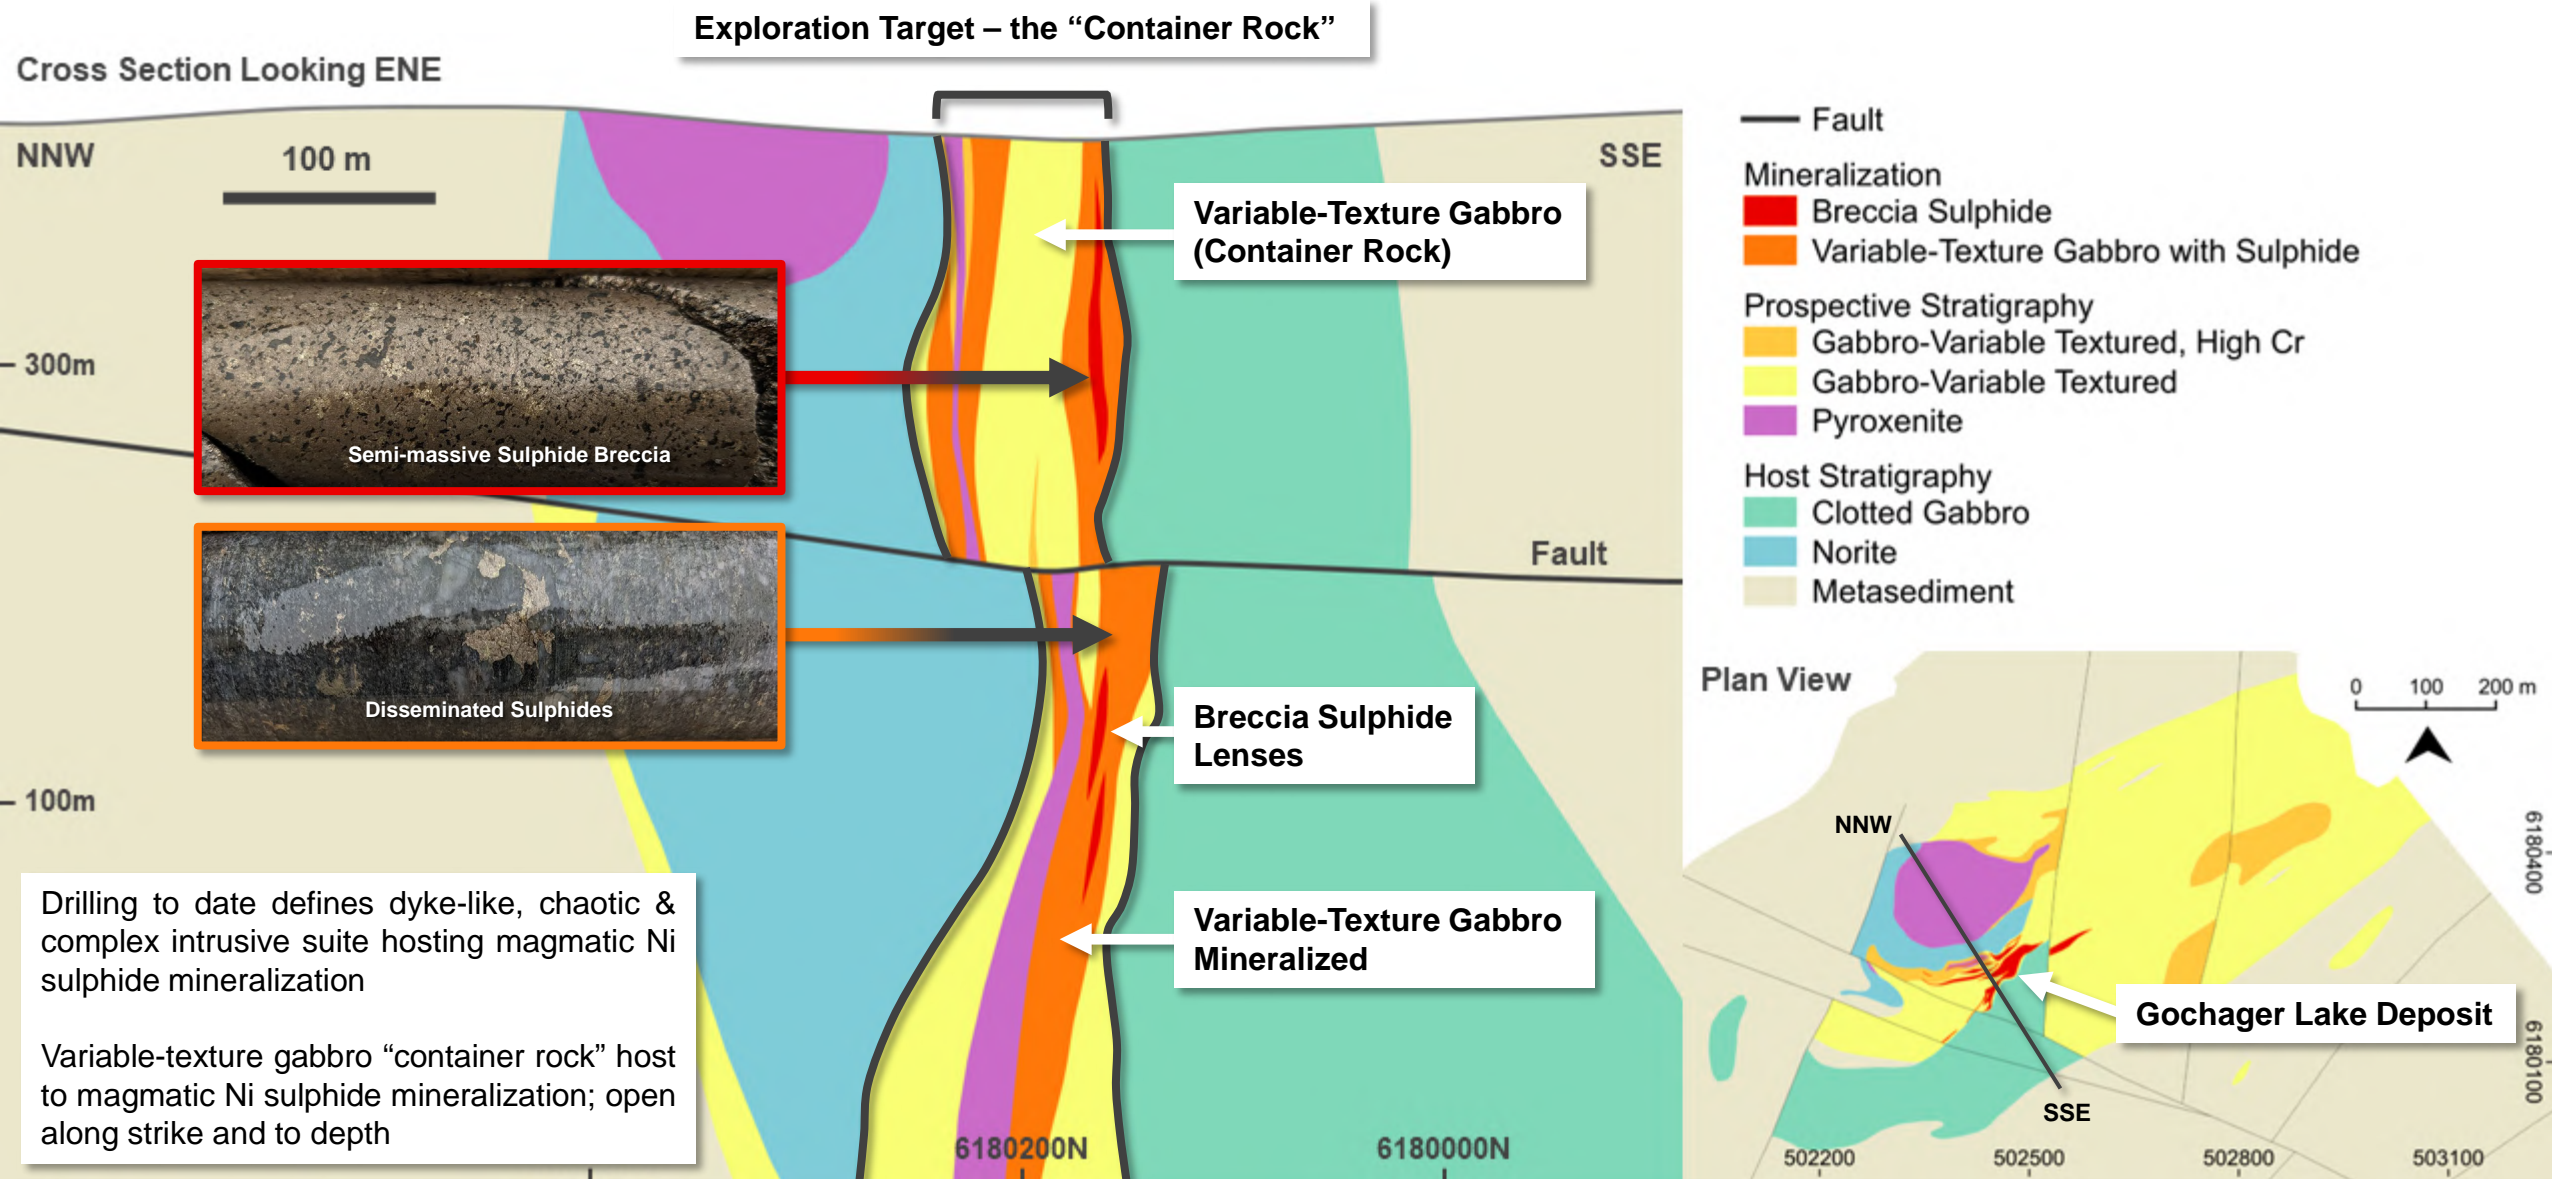 Exploration Target – the “Container Rock”
Cross Section Looking ENE
NNW
100 m
SSE
Variable-Texture Gabbro
(Container Rock)
300m
Semi-massive Sulphide Breccia
Fault
Disseminated Sulphides
Breccia Sulphide
Lenses
100m
Variable-Texture Gabbro
Mineralized
Drilling to date defines dyke-like, chaotic &
complex intrusive suite hosting magmatic Ni
sulphide mineralization
Variable-texture gabbro “container rock” host
to magmatic Ni sulphide mineralization; open
along strike and to depth
6180200N
6180000N
Fault
Mineralization
Breccia Sulphide
Variable-Texture Gabbro with Sulphide
Prospective Stratigraphy
Gabbro-Variable Textured, High Cr
Gabbro-Variable Textured
Pyroxenite
Host Stratigraphy
Clotted Gabbro
Norite
Metasediment
Plan View
0 100 200 m
NNW
6180400
Gochager Lake Deposit
6180100
SSE
502200 502500 502800 503100